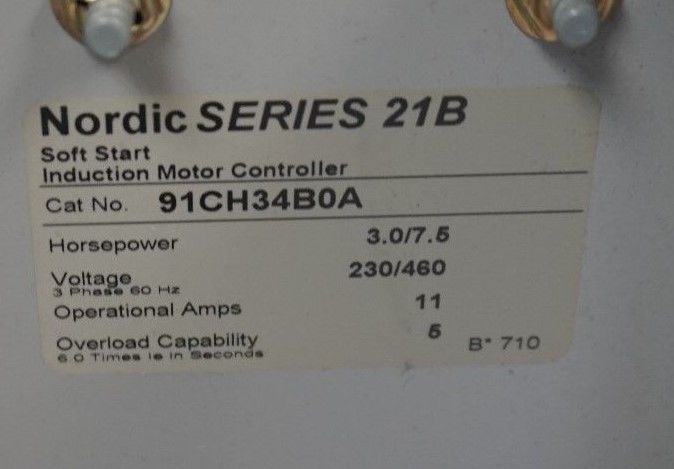 Nordic SERIES 21B
Soft Start
Induction Motor Controller
Cat No. 91CH34B0A
Horsepower 3.0/7.5
Voltage 230/460
3 Phase 60 Hz
Operational Amps 11
Overload Capability 5
6.0 Times Ie in Seconds
B* 710